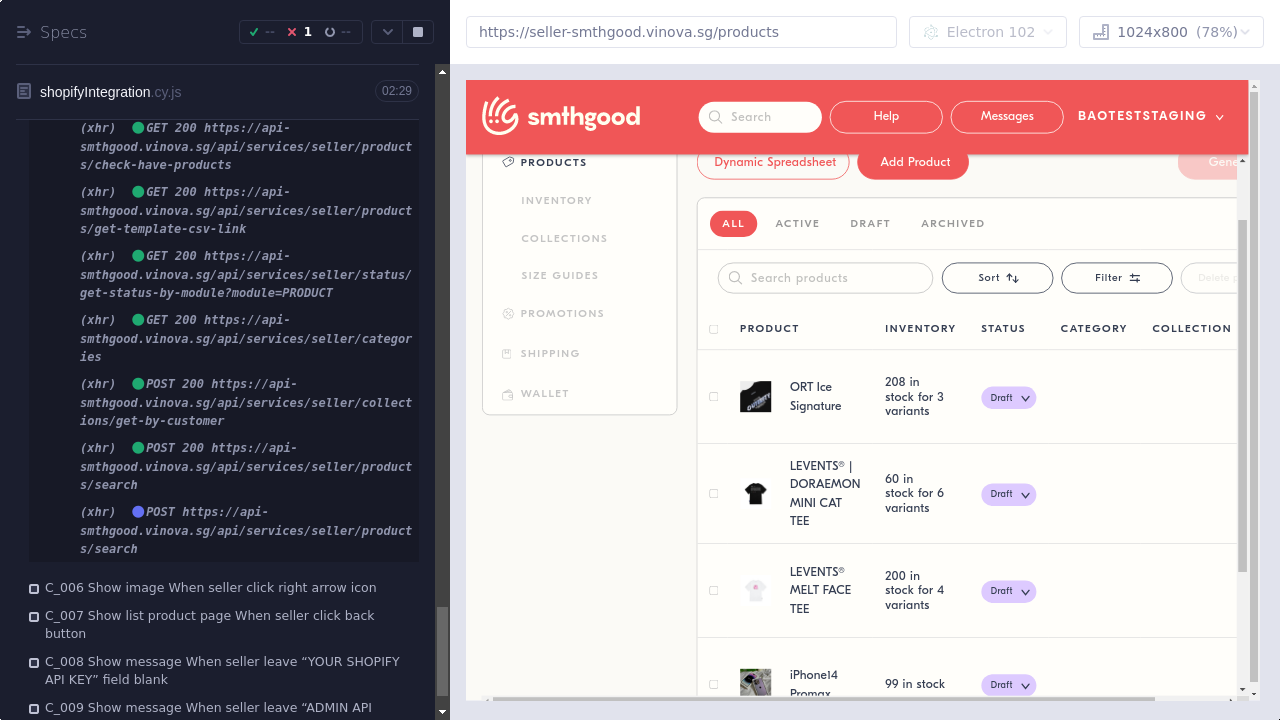 Specs
--
1
--
shopifyIntegration.cy.js
02:29
(xhr) GET 200 https://api-
smthgood.vinova.sg/api/services/seller/product
s/check-have-products
(xhr) GET 200 https://api-
smthgood.vinova.sg/api/services/seller/product
s/get-template-csv-link
(xhr) GET 200 https://api-
smthgood.vinova.sg/api/services/seller/status/
get-status-by-module?module=PRODUCT
(xhr) GET 200 https://api-
smthgood.vinova.sg/api/services/seller/categor
ies
(xhr) POST 200 https://api-
smthgood.vinova.sg/api/services/seller/collect
ions/get-by-customer
(xhr) POST 200 https://api-
smthgood.vinova.sg/api/services/seller/product
s/search
(xhr) POST https://api-
smthgood.vinova.sg/api/services/seller/product
s/search
C_006 Show image When seller click right arrow icon
C_007 Show list product page When seller click back
button
C_008 Show message When seller leave “YOUR SHOPIFY
API KEY” field blank
C_009 Show message When seller leave “ADMIN API
https://seller-smthgood.vinova.sg/products
Electron 102
1024x800 (78%)
smthgood
Search
Help
Messages
BAOTESTSTAGING
PRODUCTS
INVENTORY
COLLECTIONS
SIZE GUIDES
PROMOTIONS
SHIPPING
WALLET
Dynamic Spreadsheet
Add Product
Gene
ALL
ACTIVE
DRAFT
ARCHIVED
Search products
Sort
Filter
Delete p
PRODUCT
INVENTORY
STATUS
CATEGORY
COLLECTION
ORT Ice
Signature
208 in
stock for 3
variants
Draft
LEVENTS® |
DORAEMON
MINI CAT
TEE
60 in
stock for 6
variants
Draft
LEVENTS®
MELT FACE
TEE
200 in
stock for 4
variants
Draft
iPhone14
Promax
99 in stock
Draft